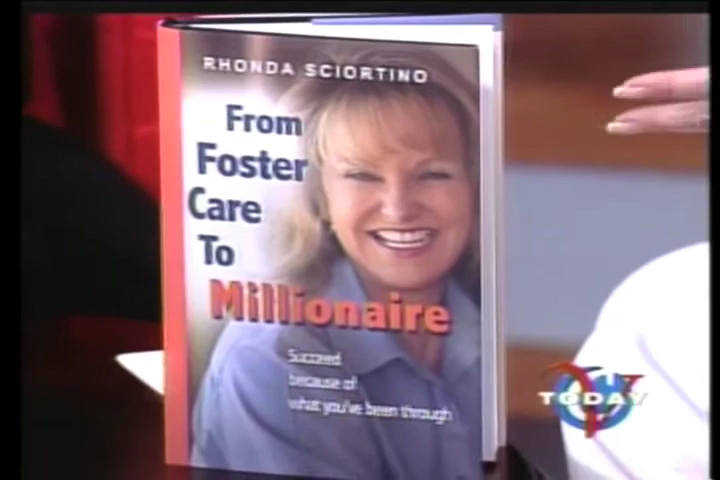 RHONDA SCIORTINO
From
Foster
Care
To
Millionaire
Succeed
because of
what you've been through
TODAY